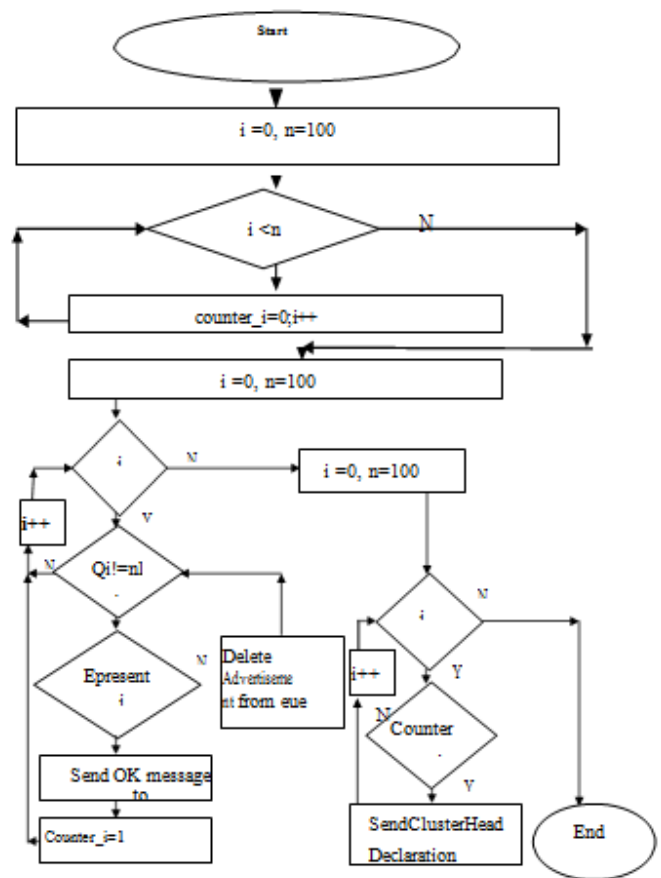 Start
i =0, n=100
i <n
N
counter_i=0;i++
i =0, n=100
i
N
i =0, n=100
i++
Y
Qi!=nl
N
i
N
Delete
Advertiseme
nt from eue
i++
Y
Epresent
i
N
N
Counter
Send OK message
to
Y
Counter_i=1
SendClusterHead
Declaration
End